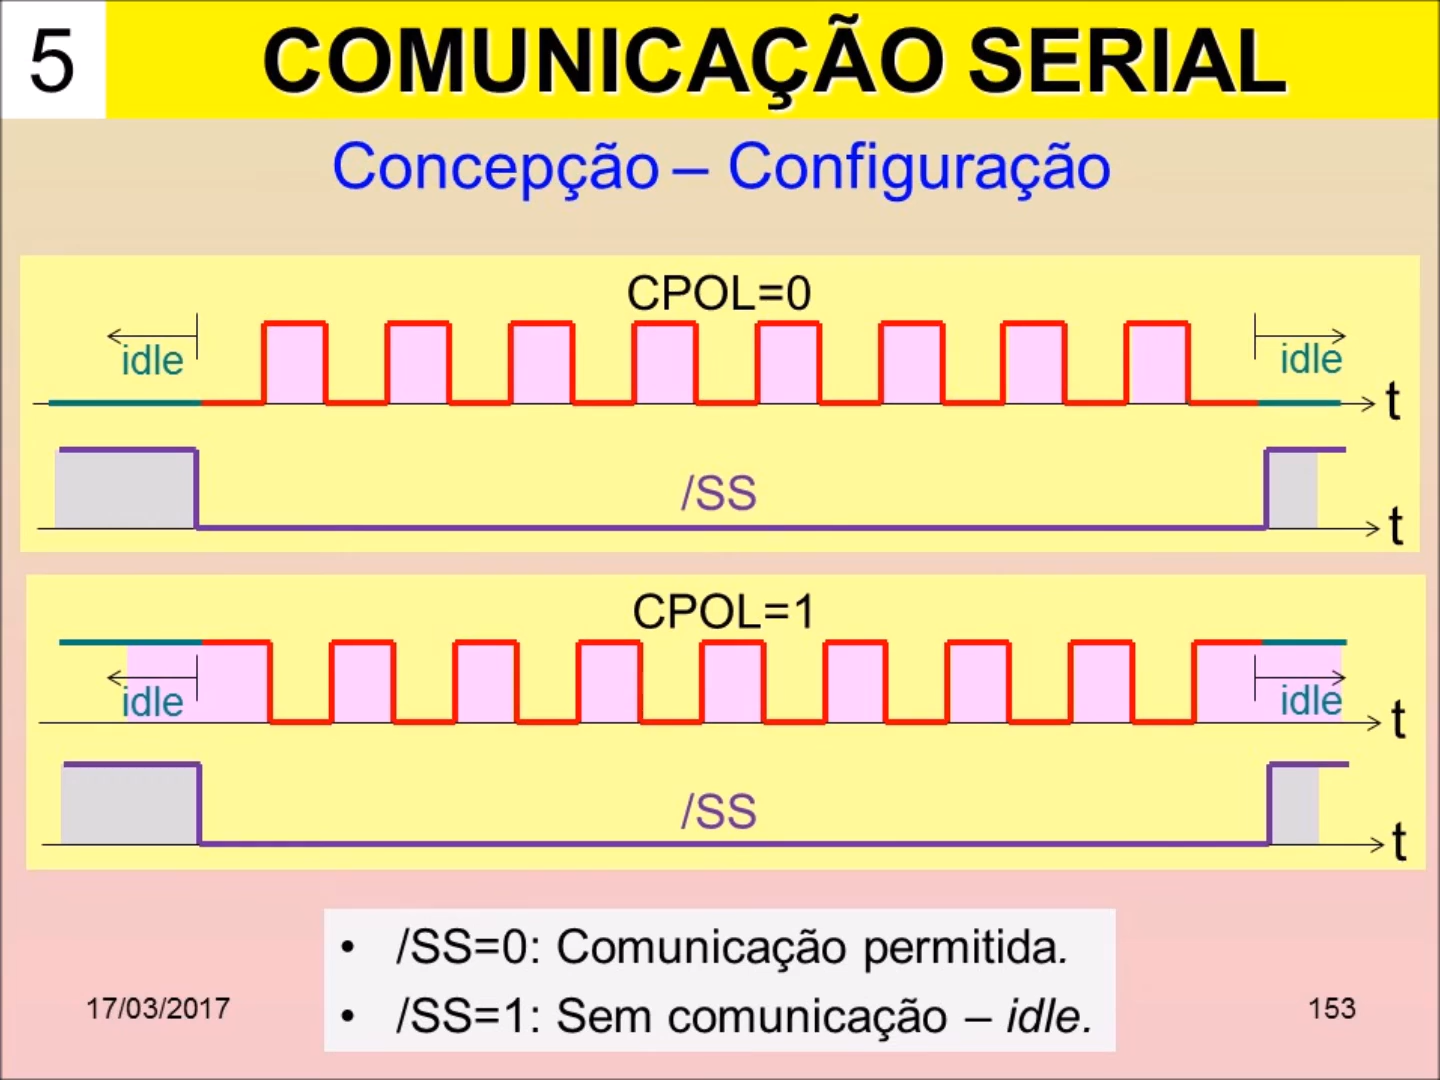 5
COMUNICAÇÃO SERIAL
Concepção – Configuração
CPOL=0
idle
idle
t
/SS
t
CPOL=1
idle
idle
t
/SS
t
• /SS=0: Comunicação permitida.
• /SS=1: Sem comunicação – idle.
17/03/2017
153